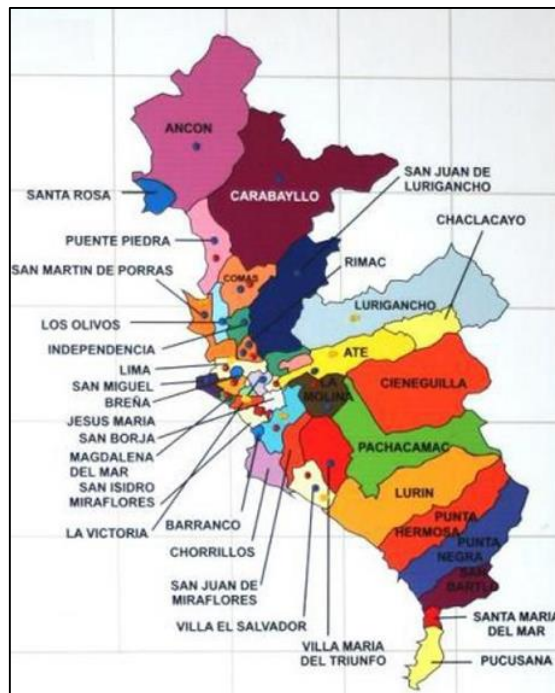 ANCON
SANTA ROSA
CARABAYLLO
SAN JUAN DE
LURIGANCHO
CHACLACAYO
PUENTE PIEDRA
RIMAC
SAN MARTIN DE PORRAS
COMAS
LURIGANCHO
LOS OLIVOS
INDEPENDENCIA
ATE
LIMA
SAN MIGUEL
BREÑA
LA
MOLINA
CIENEGUILLA
JESUS MARIA
SAN BORJA
MAGDALENA
DEL MAR
SAN ISIDRO
MIRAFLORES
PACHACAMAC
LURIN
LA VICTORIA
BARRANCO
CHORRILLOS
PUNTA
HERMOSA
PUNTA
NEGRA
SAN
BARTLO
SAN JUAN DE
MIRAFLORES
VILLA EL SALVADOR
VILLA MARIA
DEL TRIUNFO
SANTA MARIA
DEL MAR
PUCUSANA